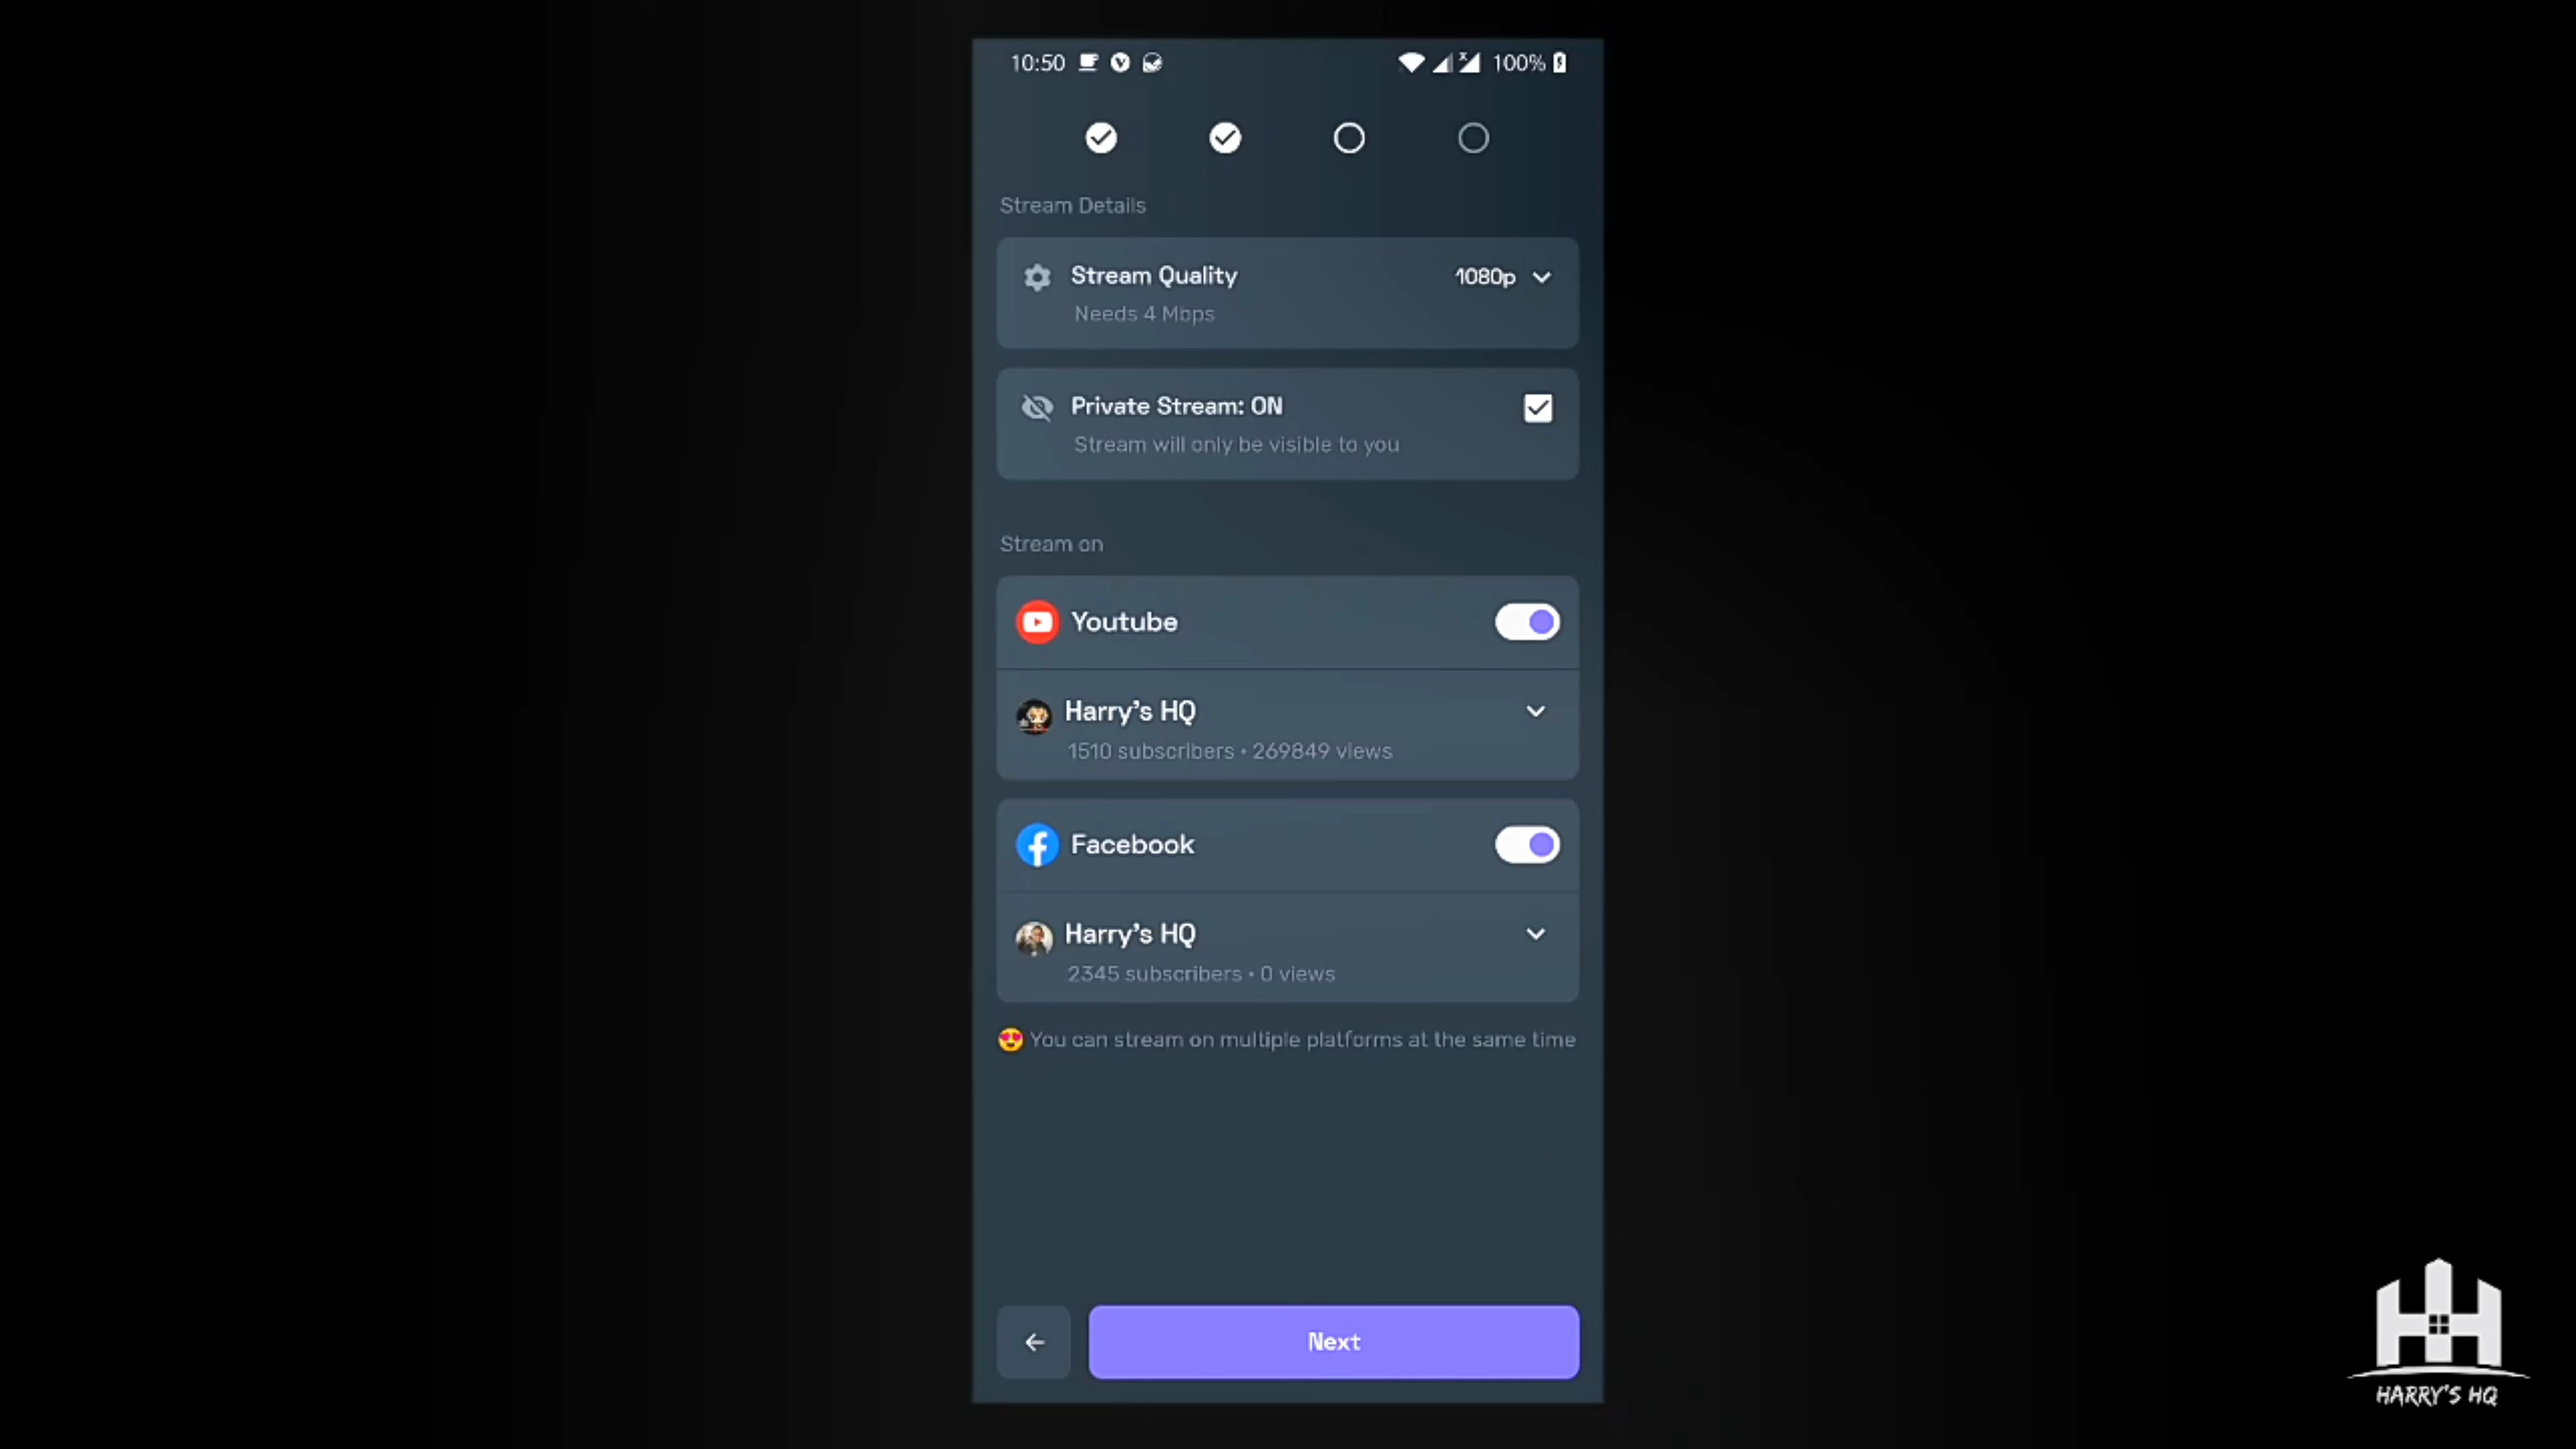 10:50
100%
Stream Details
Stream Quality
1080p
Needs 4 Mbps
Private Stream: ON
Stream will only be visible to you
Stream on
Youtube
Harry's HQ
1510 subscribers • 269849 views
Facebook
Harry's HQ
2345 subscribers • 0 views
😍 You can stream on multiple platforms at the same time
Next
HARRY'S HQ